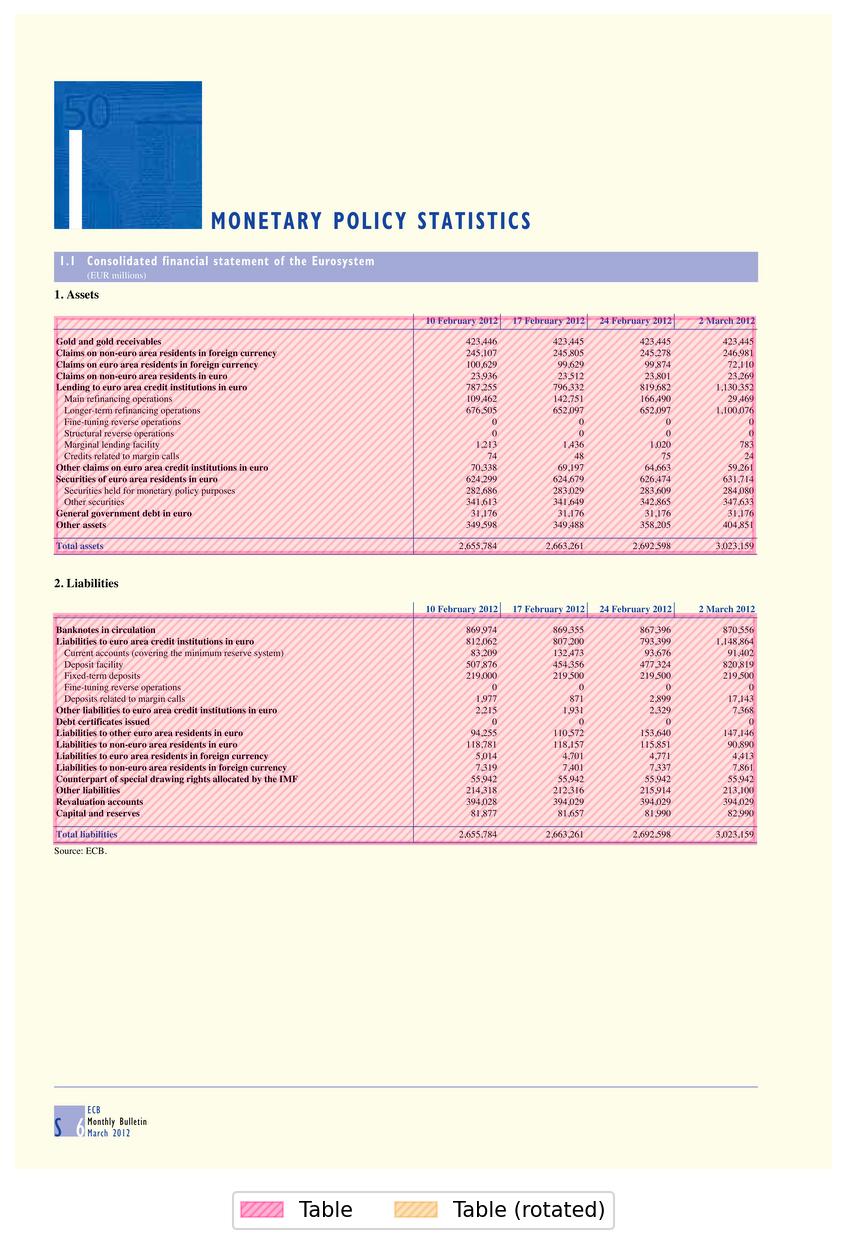 50
1
MONETARY POLICY STATISTICS
1.1 Consolidated financial statement of the Eurosystem
(EUR millions)
1. Assets
10 February 2012 17 February 2012 24 February 2012 2 March 2012
Gold and gold receivables 423,446 423,445 423,445 423,445
Claims on non-euro area residents in foreign currency 245,107 245,805 245,278 246,981
Claims on euro area residents in foreign currency 100,629 99,629 99,874 72,110
Claims on non-euro area residents in euro 23,936 23,512 23,801 23,269
Lending to euro area credit institutions in euro 787,255 796,332 819,682 1,130,352
Main refinancing operations 109,462 142,751 166,490 29,469
Longer-term refinancing operations 676,505 652,097 652,097 1,100,076
Fine-tuning reverse operations 0 0 0 0
Structural reverse operations 0 0 0 0
Marginal lending facility 1,213 1,436 1,020 783
Credits related to margin calls 74 48 75 24
Other claims on euro area credit institutions in euro 70,338 69,197 64,663 59,261
Securities of euro area residents in euro 624,299 624,679 626,474 631,714
Securities held for monetary policy purposes 282,686 283,029 283,609 284,080
Other securities 341,613 341,649 342,865 347,633
General government debt in euro 31,176 31,176 31,176 31,176
Other assets 349,598 349,488 358,205 404,851
Total assets 2,655,784 2,663,261 2,692,598 3,023,159
2. Liabilities
10 February 2012 17 February 2012 24 February 2012 2 March 2012
Banknotes in circulation 869,974 869,355 867,396 870,556
Liabilities to euro area credit institutions in euro 812,062 807,200 793,399 1,148,864
Current accounts (covering the minimum reserve system) 83,209 132,473 93,676 91,402
Deposit facility 507,876 454,356 477,324 820,819
Fixed-term deposits 219,000 219,500 219,500 219,500
Fine-tuning reverse operations 0 0 0 0
Deposits related to margin calls 1,977 871 2,899 17,143
Other liabilities to euro area credit institutions in euro 2,215 1,931 2,329 7,368
Debt certificates issued 0 0 0 0
Liabilities to other euro area residents in euro 94,255 110,572 153,640 147,146
Liabilities to non-euro area residents in euro 118,781 118,157 115,851 90,890
Liabilities to euro area residents in foreign currency 5,014 4,701 4,771 4,413
Liabilities to non-euro area residents in foreign currency 7,319 7,401 7,337 7,861
Counterpart of special drawing rights allocated by the IMF 55,942 55,942 55,942 55,942
Other liabilities 214,318 212,316 215,914 213,100
Revaluation accounts 394,028 394,029 394,029 394,029
Capital and reserves 81,877 81,657 81,990 82,990
Total liabilities 2,655,784 2,663,261 2,692,598 3,023,159
Source: ECB.
S 6
ECB
Monthly Bulletin
March 2012
Table Table (rotated)